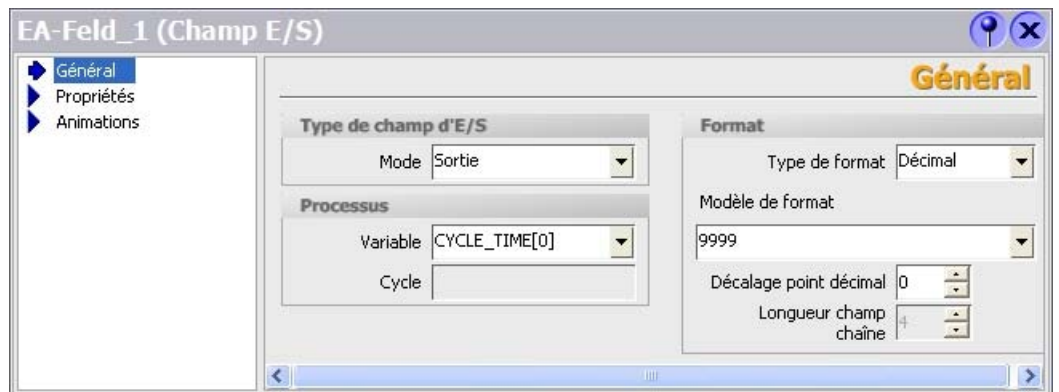 EA-Feld_1 (Champ E/S)
Général
Propriétés
Animations
Général
Type de champ d'E/S
Mode Sortie
Processus
Variable CYCLE_TIME[0]
Cycle
Format
Type de format Décimal
Modèle de format
9999
Décalage point décimal 0
Longueur champ
chaîne 4